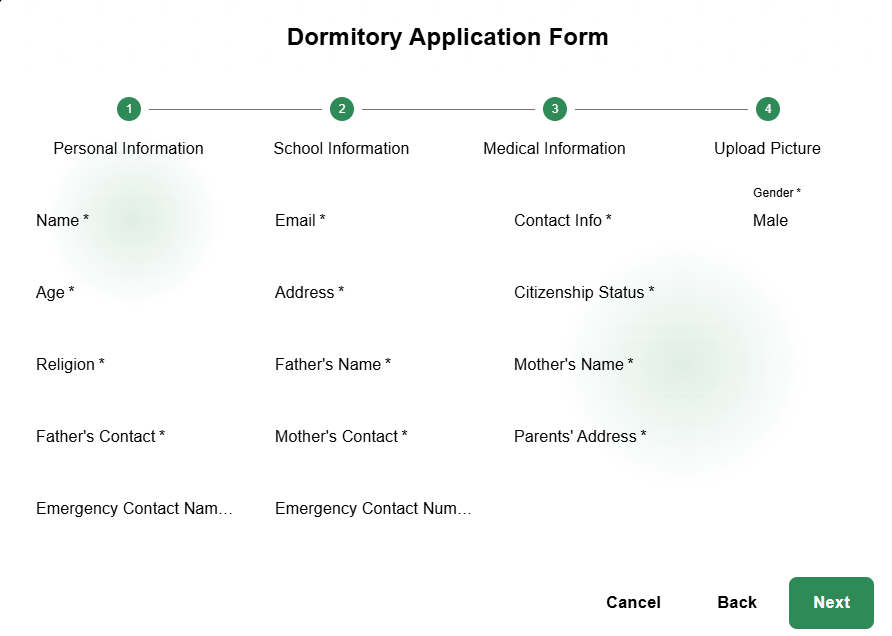 Dormitory Application Form
1 2 3 4
Personal Information School Information Medical Information Upload Picture
Gender *
Name * Email * Contact Info * Male
Age * Address * Citizenship Status *
Religion * Father's Name * Mother's Name *
Father's Contact * Mother's Contact * Parents' Address *
Emergency Contact Nam… Emergency Contact Num…
Cancel Back Next